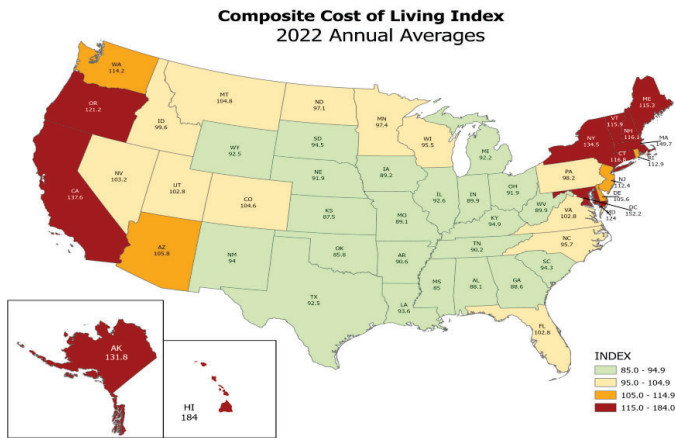 Composite Cost of Living Index
2022 Annual Averages
WA
114.2
OR
121.2
CA
137.6
NV
103.2
ID
99.6
MT
104.8
WY
92.5
UT
102.8
AZ
105.8
CO
104.6
NM
94
ND
97.1
SD
94.5
NE
91.9
KS
87.5
OK
85.8
TX
92.5
MN
97.4
IA
89.2
MO
89.1
AR
90.6
LA
93.6
WI
95.5
IL
92.6
MI
92.2
IN
89.9
OH
91.9
KY
94.9
TN
90.2
MS
85
AL
88.1
GA
88.6
FL
102.8
SC
94.3
NC
95.7
VA
102.8
WV
89.9
PA
98.2
NY
134.5
VT
115.9
NH
116.1
ME
115.3
MA
149.7
CT
116.8
RI
112.9
NJ
112.4
DE
105.6
DC
152.2
MD
124
AK
131.8
HI
184
INDEX
85.0 - 94.9
95.0 - 104.9
105.0 - 114.9
115.0 - 184.0